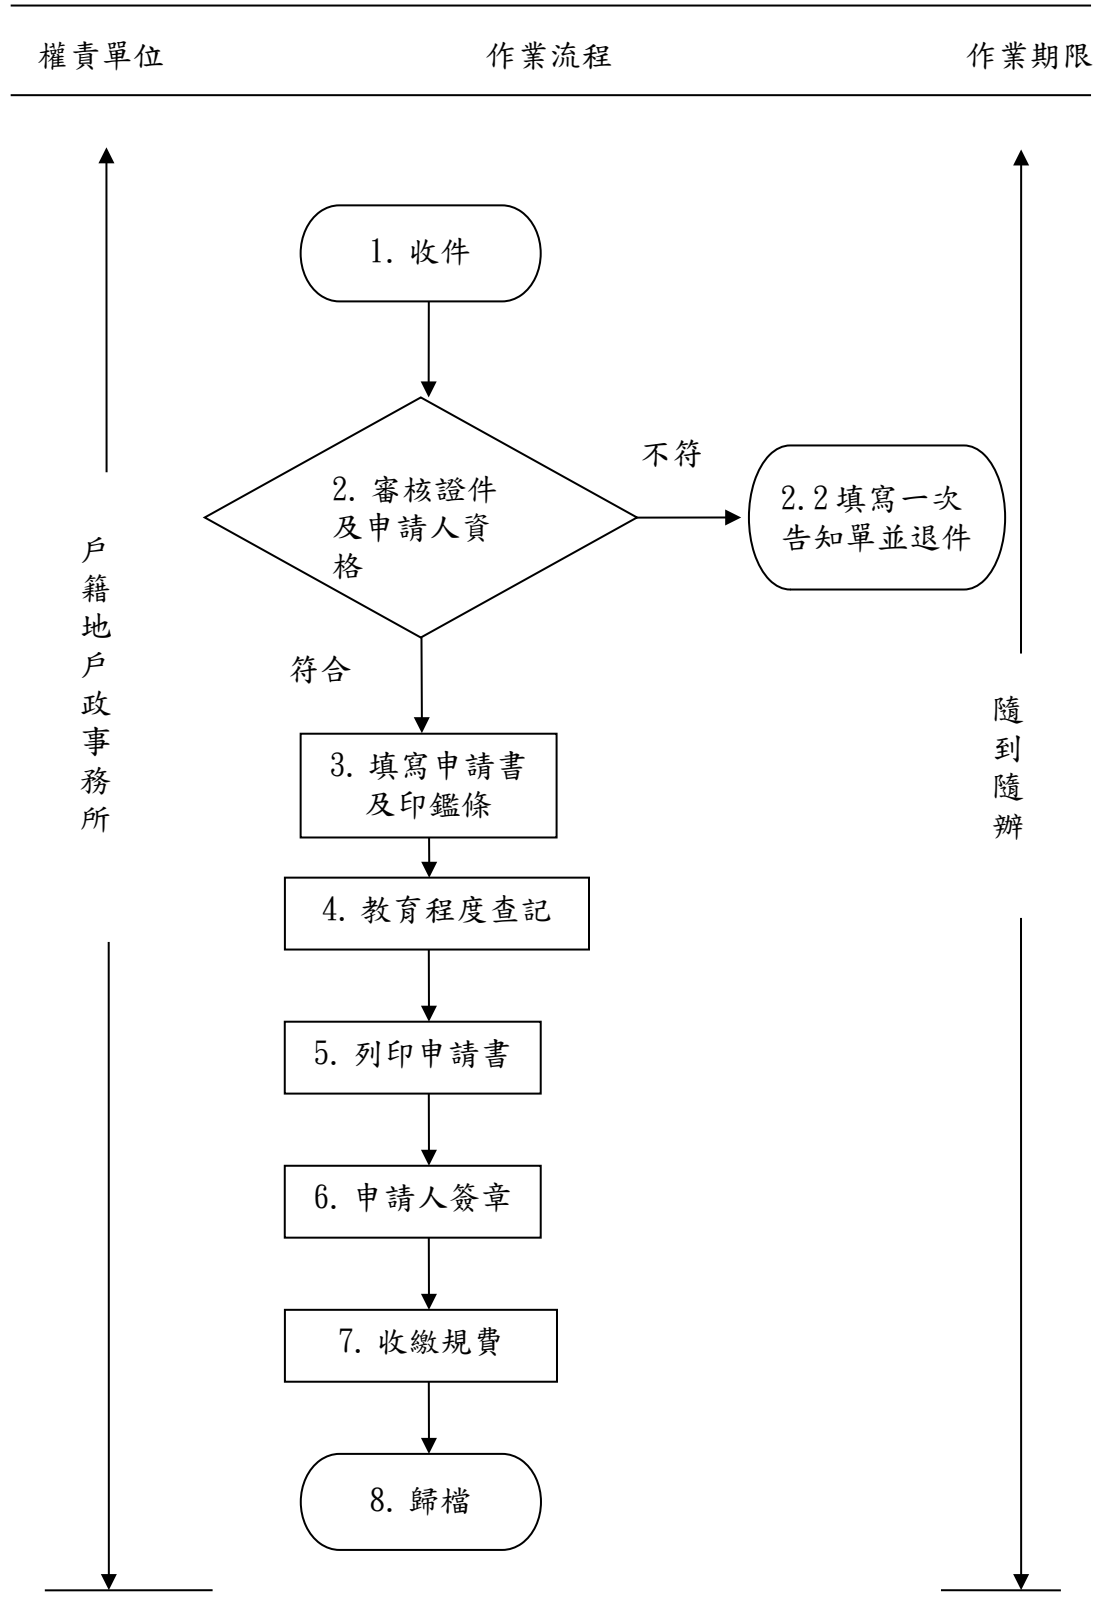 權責單位 作業流程 作業期限
1. 收件
2. 審核證件
及申請人資
格
不符
2.2 填寫一次
告知單並退件
符合
3. 填寫申請書
及印鑑條
4. 教育程度查記
5. 列印申請書
6. 申請人簽章
7. 收繳規費
8. 歸檔
戶籍地戶政事務所
隨到隨辦